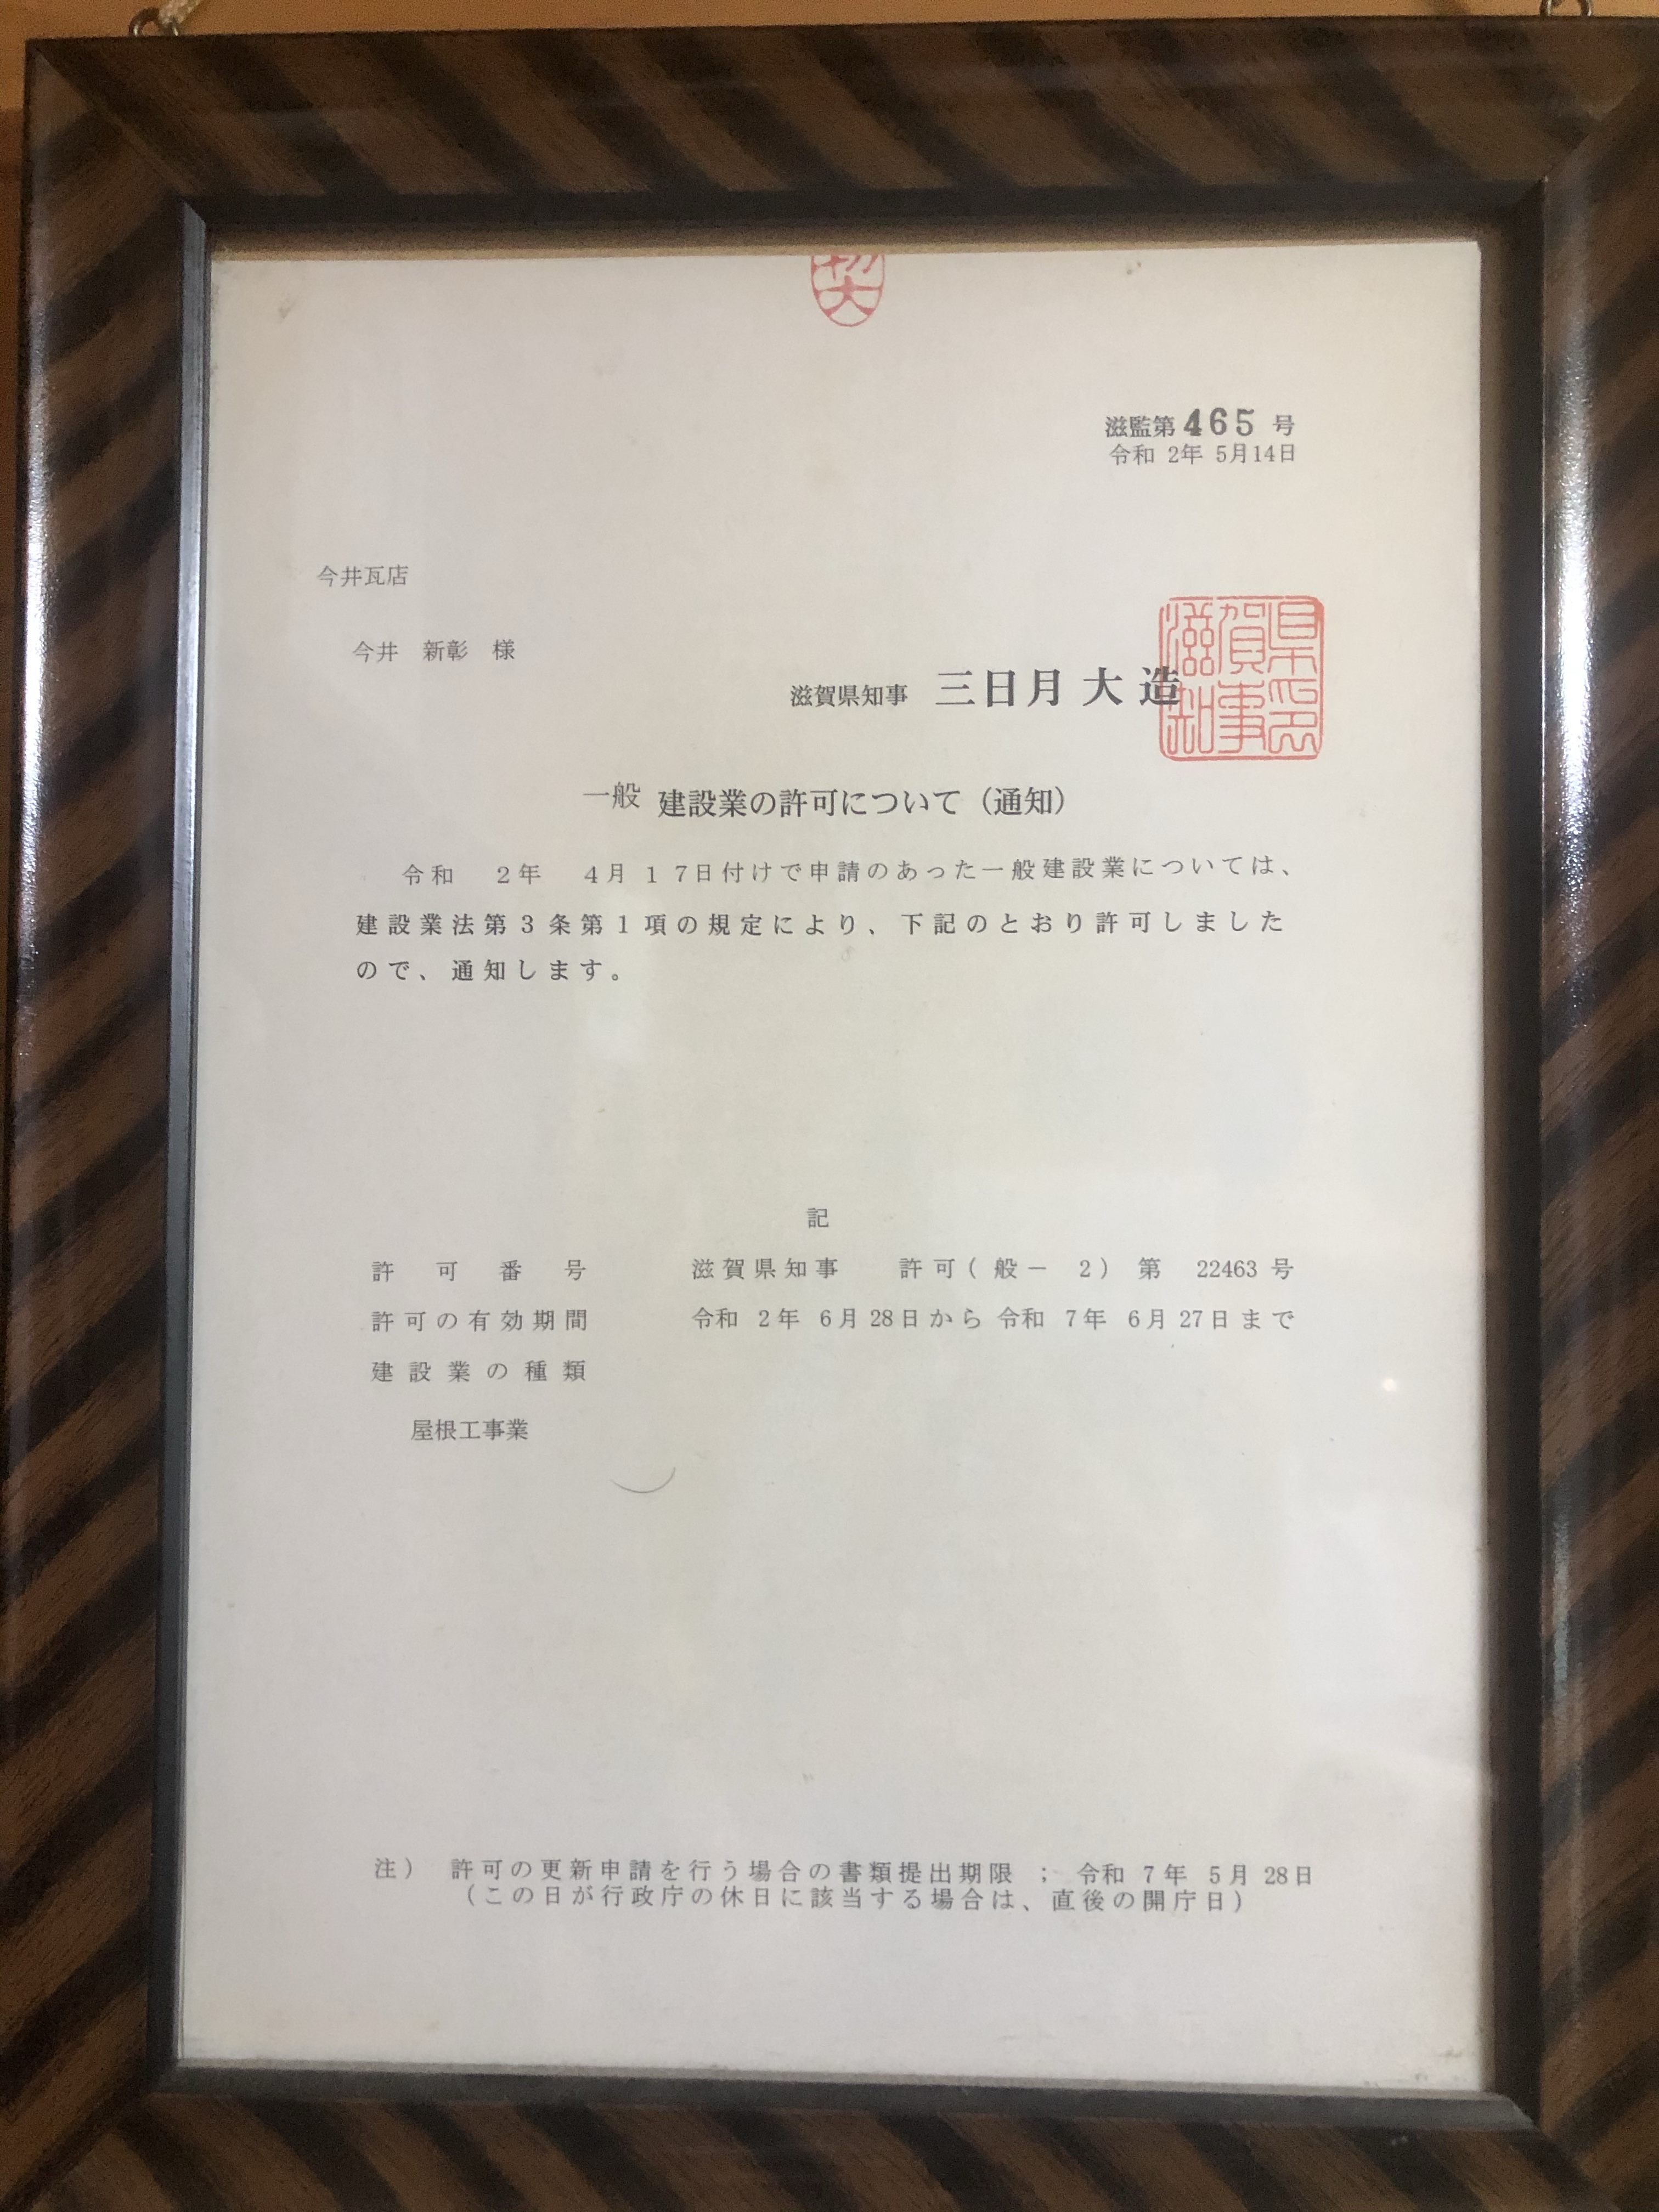 滋監第465号
令和 2年 5月14日
今井瓦店
今井 新彰 様
滋賀県知事 三日月大造
滋賀県知事印
一般 建設業の許可について（通知）
令和 2年 4月17日付けで申請のあった一般建設業については、
建設業法第3条第1項の規定により、下記のとおり許可しました
ので、通知します。
記
許可番号 滋賀県知事 許可(般－ 2) 第 22463 号
許可の有効期間 令和 2年 6月28日から 令和 7年 6月27日まで
建設業の種類
屋根工事業
注) 許可の更新申請を行う場合の書類提出期限 ; 令和 7年 5月 28日
(この日が行政庁の休日に該当する場合は、直後の開庁日)